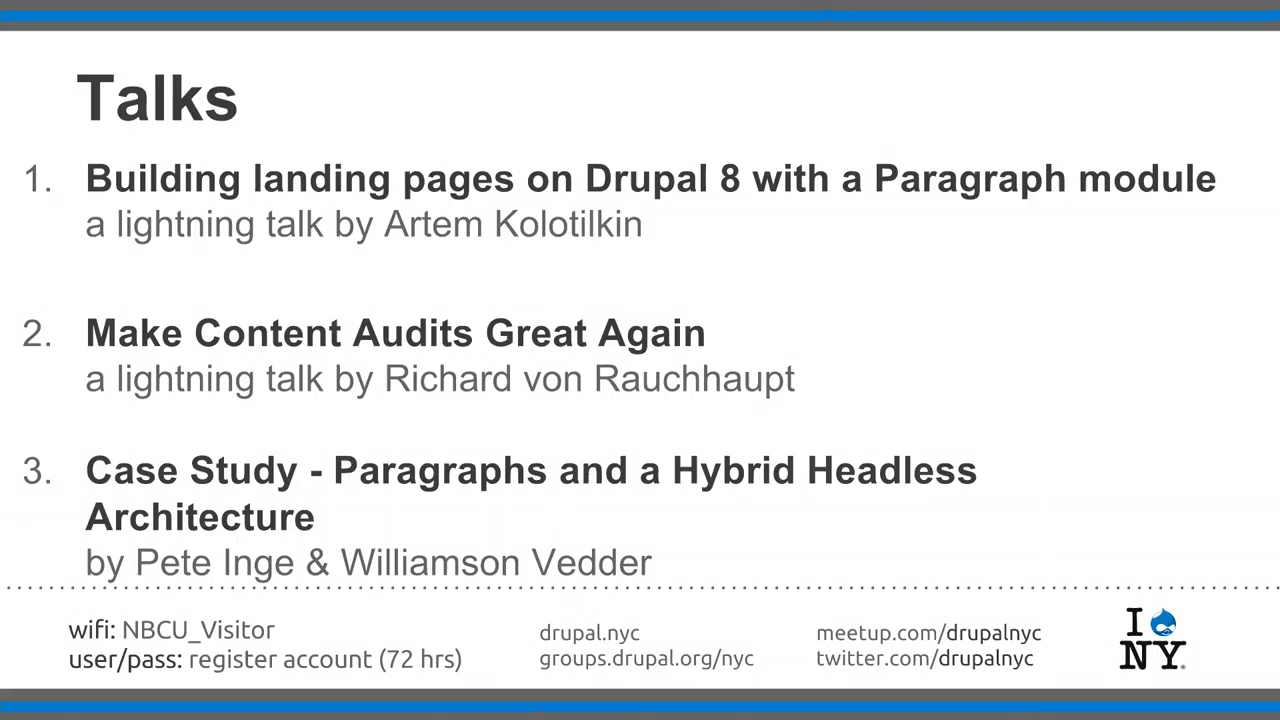 Talks
1. Building landing pages on Drupal 8 with a Paragraph module
a lightning talk by Artem Kolotilkin
2. Make Content Audits Great Again
a lightning talk by Richard von Rauchhaupt
3. Case Study - Paragraphs and a Hybrid Headless
Architecture
by Pete Inge & Williamson Vedder
wifi: NBCU_Visitor
user/pass: register account (72 hrs)
drupal.nyc
groups.drupal.org/nyc
meetup.com/drupalnyc
twitter.com/drupalnyc
I
NY®